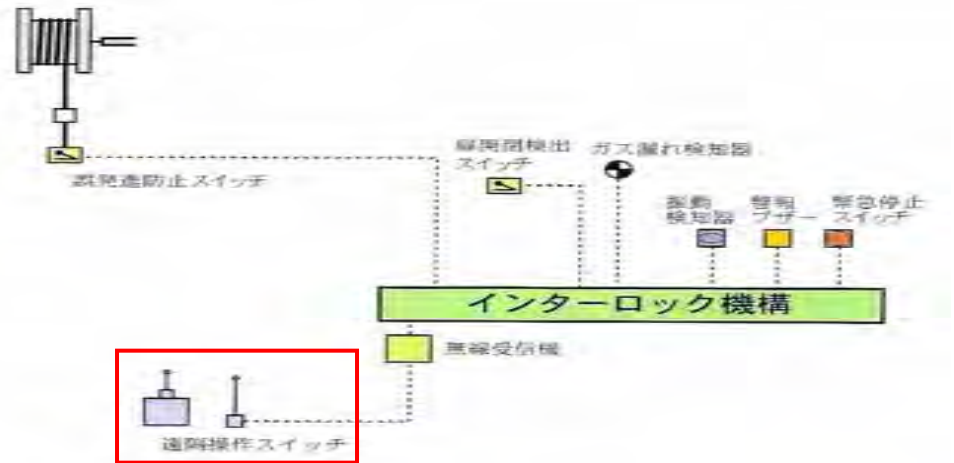 誤発進防止スイッチ
扉開閉検出
スイッチ
ガス漏れ検知器
振動
検知器
警報
ブザー
緊急停止
スイッチ
インターロック機構
無線受信機
遠隔操作スイッチ